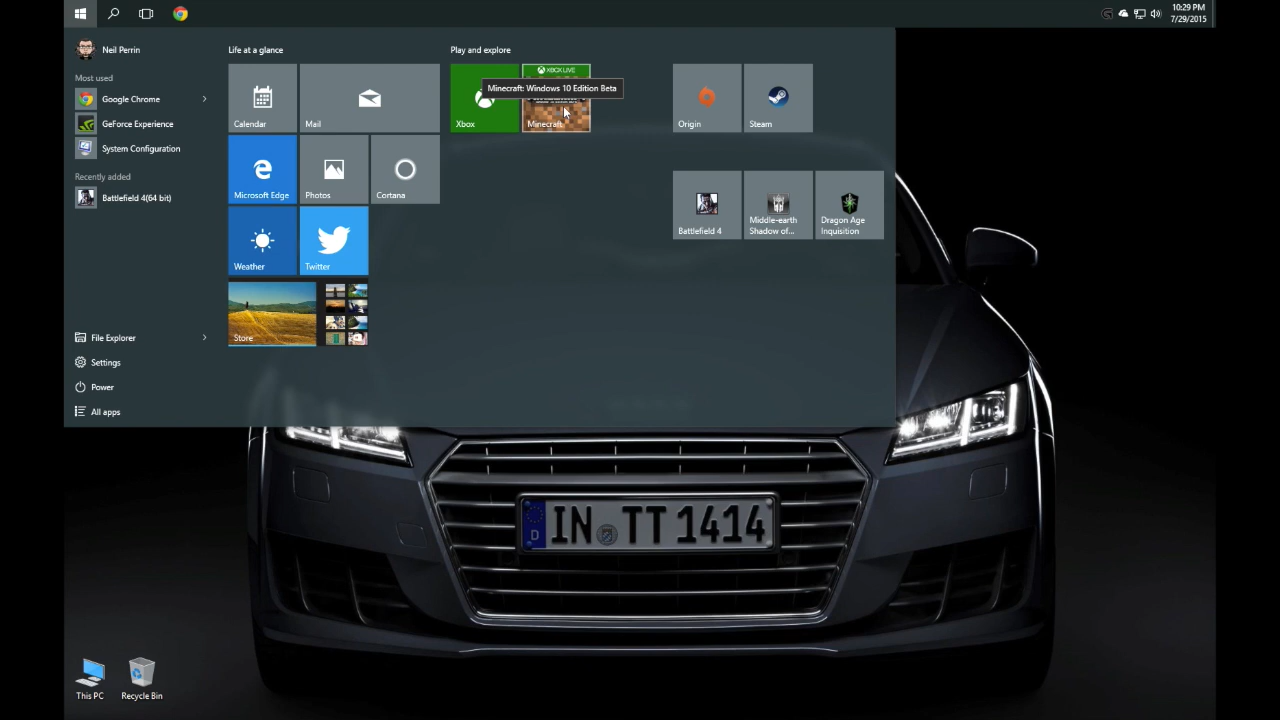 10:29 PM
7/29/2015
Neil Perrin
Most used
Google Chrome
GeForce Experience
System Configuration
Recently added
Battlefield 4(64 bit)
File Explorer
Settings
Power
All apps
Life at a glance
Calendar
Mail
Microsoft Edge
Photos
Cortana
Weather
Twitter
Store
Play and explore
XBOX LIVE
Minecraft: Windows 10 Edition Beta
Xbox
Minecraft
Origin
Steam
Battlefield 4
Middle-earth
Shadow of...
Dragon Age
Inquisition
D
IN TT 1414
This PC
Recycle Bin